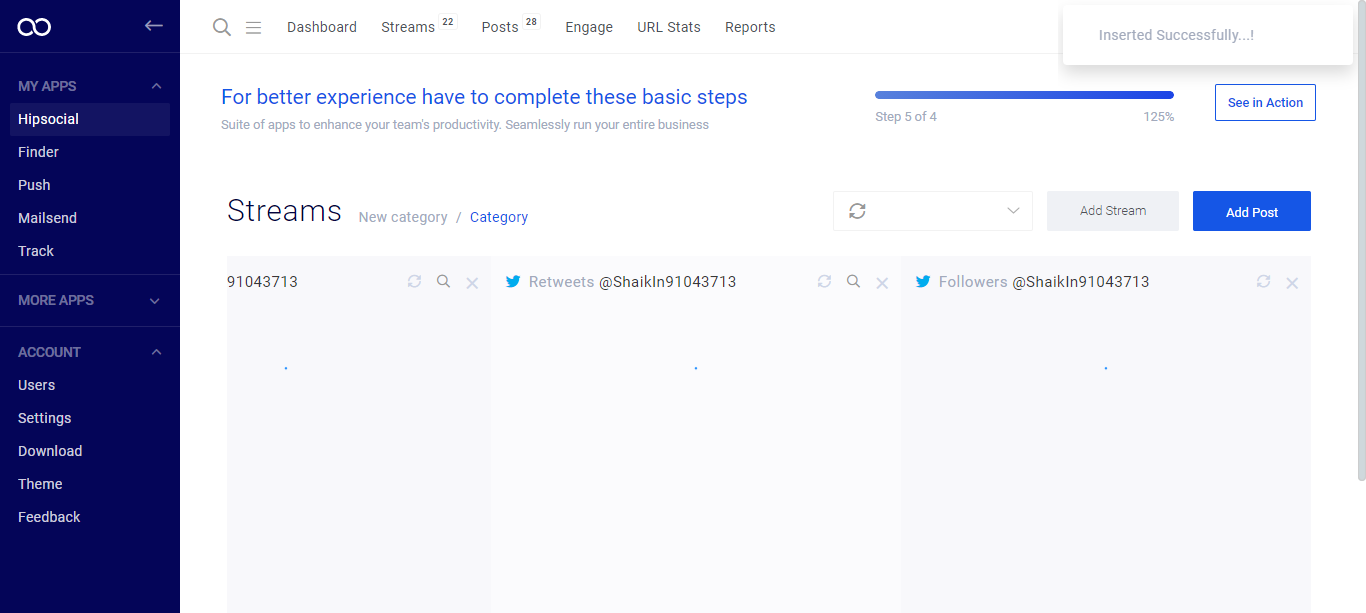 Dashboard Streams 22 Posts 28 Engage URL Stats Reports
Inserted Successfully...!
MY APPS
Hipsocial
Finder
Push
Mailsend
Track
MORE APPS
ACCOUNT
Users
Settings
Download
Theme
Feedback
For better experience have to complete these basic steps
Suite of apps to enhance your team's productivity. Seamlessly run your entire business
Step 5 of 4 125%
See in Action
Streams New category / Category
Add Stream
Add Post
91043713
Retweets @ShaikIn91043713
Followers @ShaikIn91043713